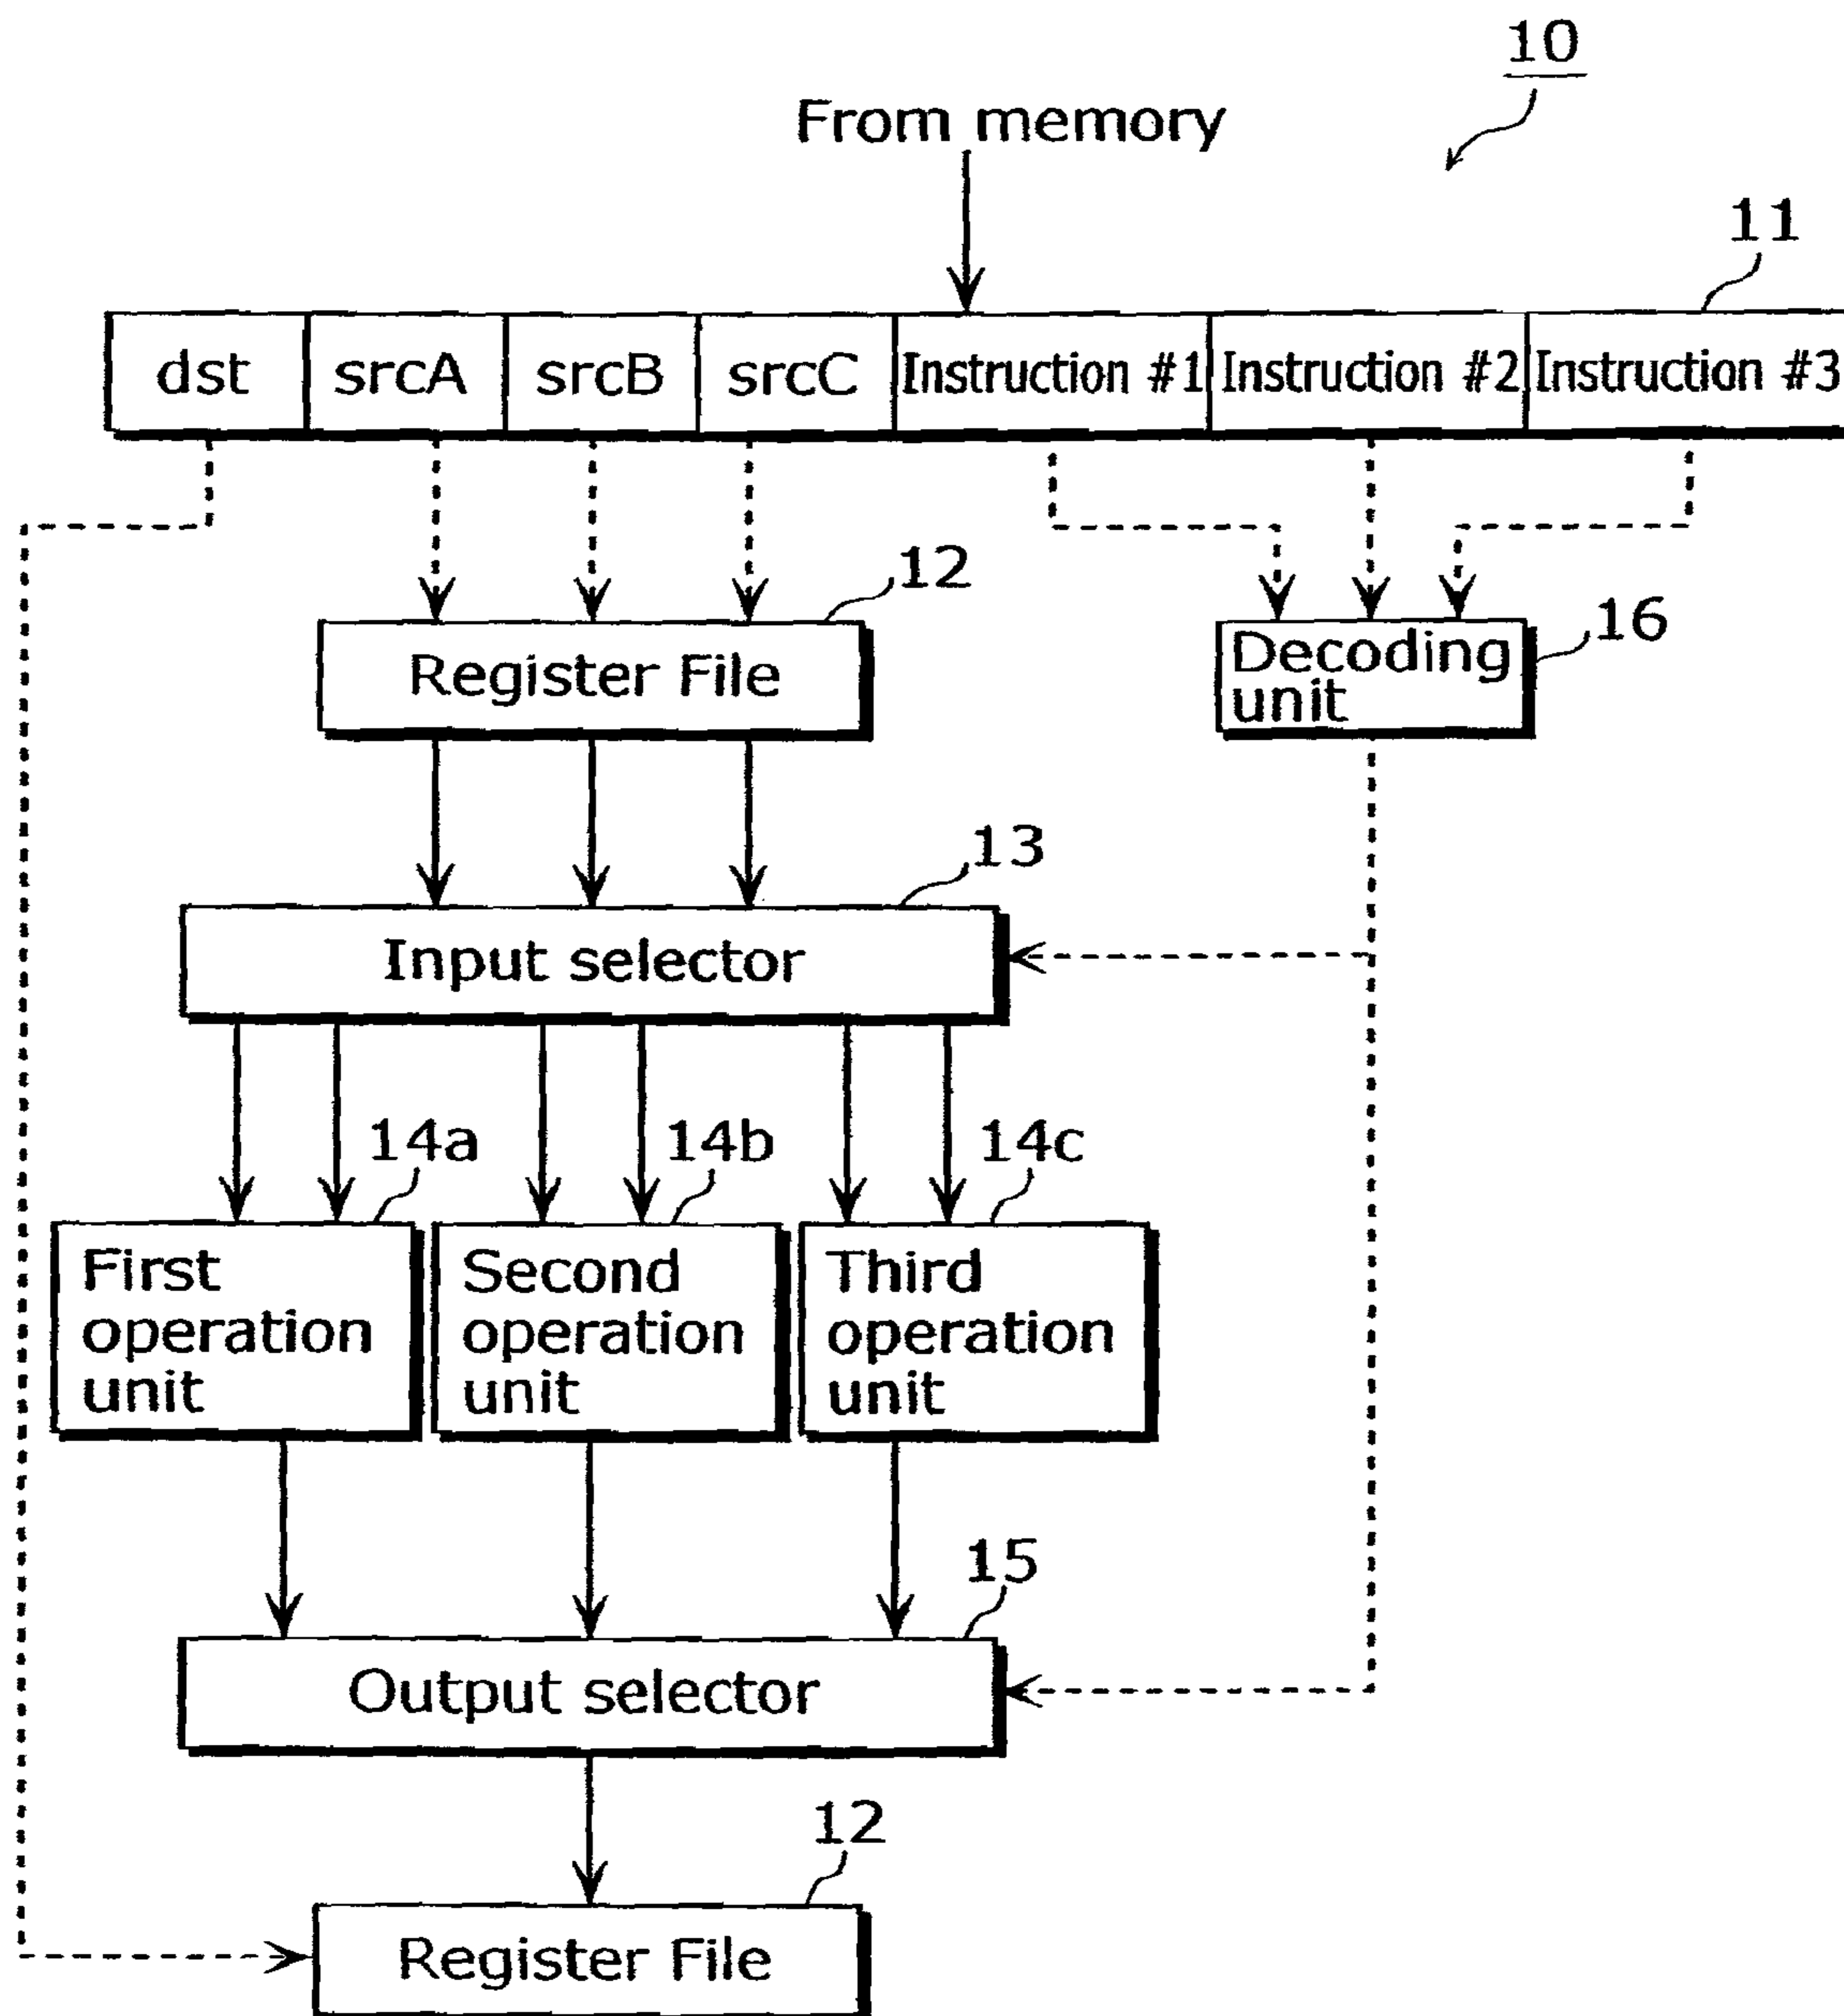 10
From memory
11
dst srcA srcB srcC Instruction #1 Instruction #2 Instruction #3
12
Register File
16
Decoding
unit
13
Input selector
14a
14b
14c
First
operation
unit
Second
operation
unit
Third
operation
unit
15
Output selector
12
Register File